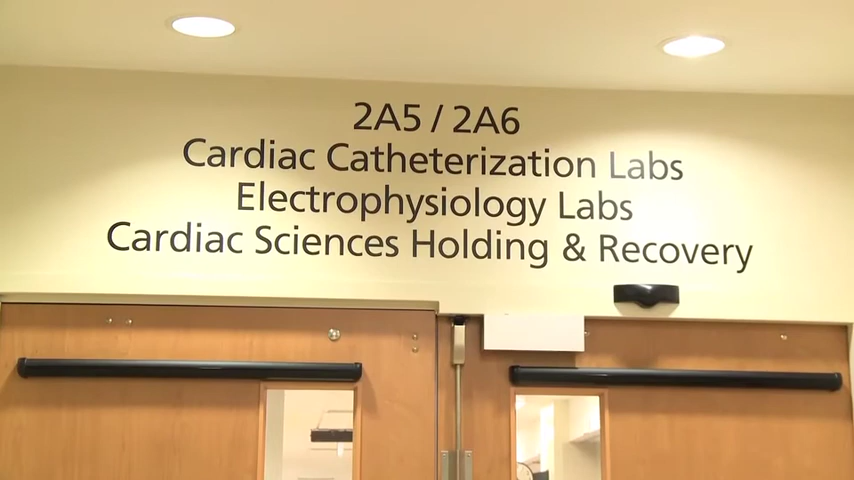 2A5 / 2A6
Cardiac Catheterization Labs
Electrophysiology Labs
Cardiac Sciences Holding & Recovery